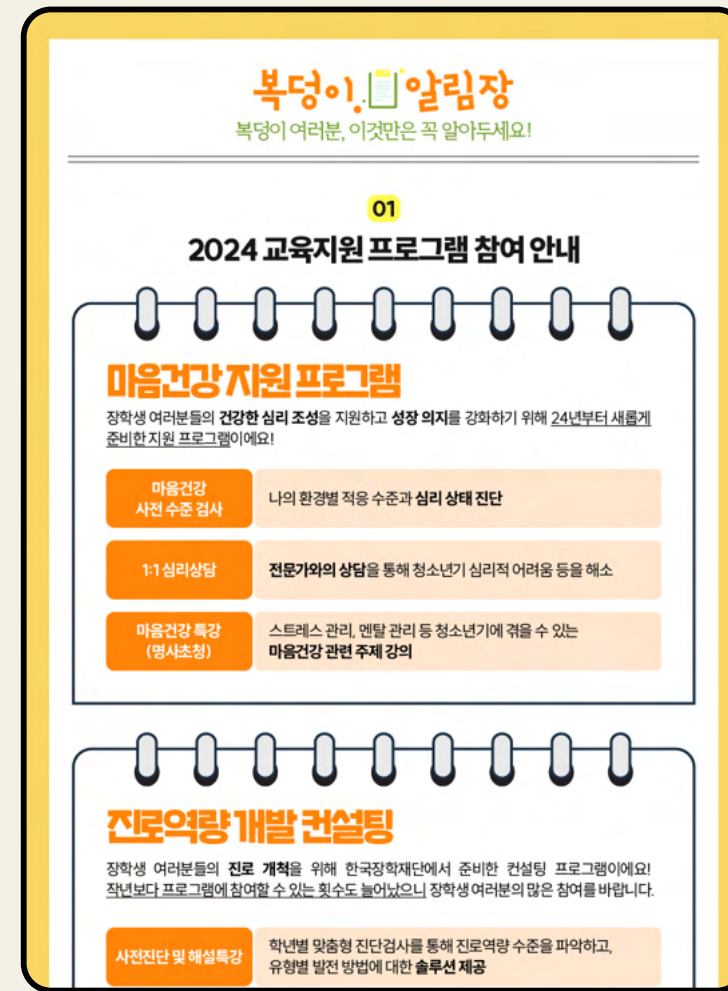 복덩이 알림장
복덩이 여러분, 이것만은 꼭 알아두세요!
01
2024 교육지원 프로그램 참여 안내
마음건강 지원 프로그램
장학생 여러분들의 건강한 심리 조성을 지원하고 성장 의지를 강화하기 위해 24년부터 새롭게
준비한 지원 프로그램이에요!
마음건강
사전 수준 검사
나의 환경별 적응 수준과 심리 상태 진단
1:1 심리상담
전문가와의 상담을 통해 청소년기 심리적 어려움 등을 해소
마음건강 특강
(명사초청)
스트레스 관리, 멘탈 관리 등 청소년기에 겪을 수 있는
마음건강 관련 주제 강의
진로역량 개발 컨설팅
장학생 여러분들의 진로 개척을 위해 한국장학재단에서 준비한 컨설팅 프로그램이에요!
작년보다 프로그램에 참여할 수 있는 횟수도 늘어났으니 장학생 여러분의 많은 참여를 바랍니다.
사전진단 및 해설특강
학년별 맞춤형 진단검사를 통해 진로역량 수준을 파악하고,
유형별 발전 방법에 대한 솔루션 제공